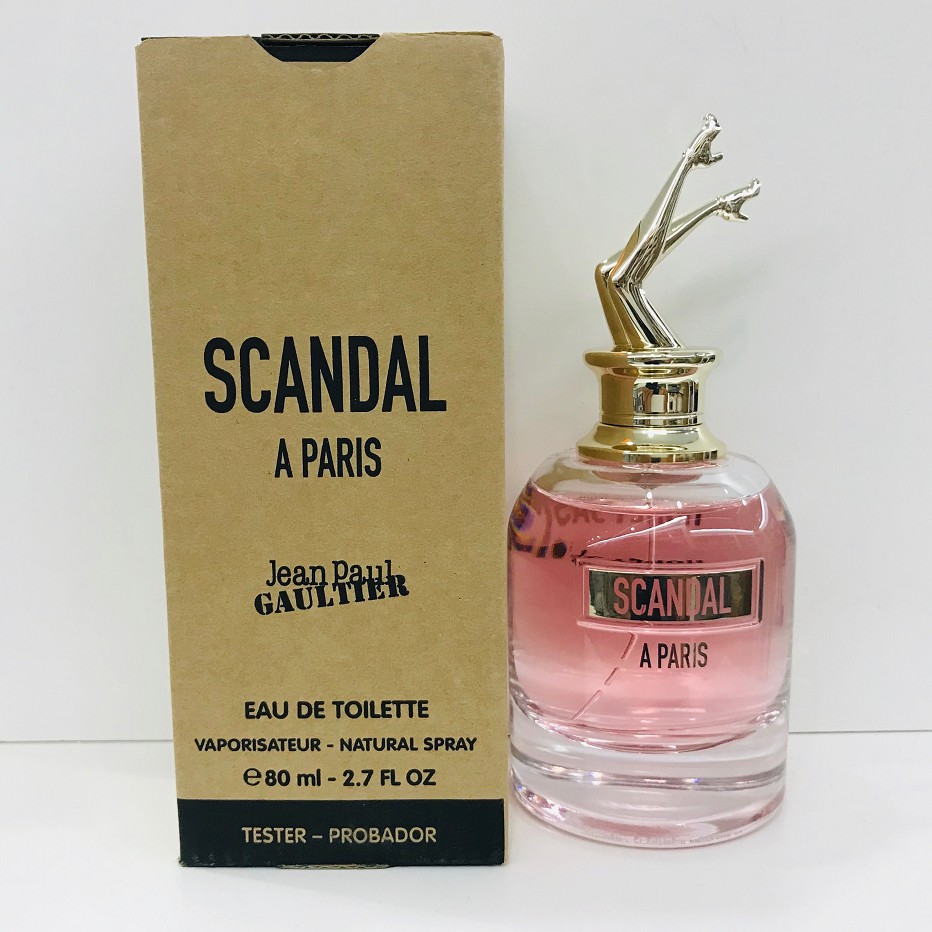 SCANDAL
A PARIS
Jean Paul
GAULTIER
EAU DE TOILETTE
VAPORISATEUR - NATURAL SPRAY
℮80 ml - 2.7 FL OZ
TESTER – PROBADOR
SCANDAL
A PARIS